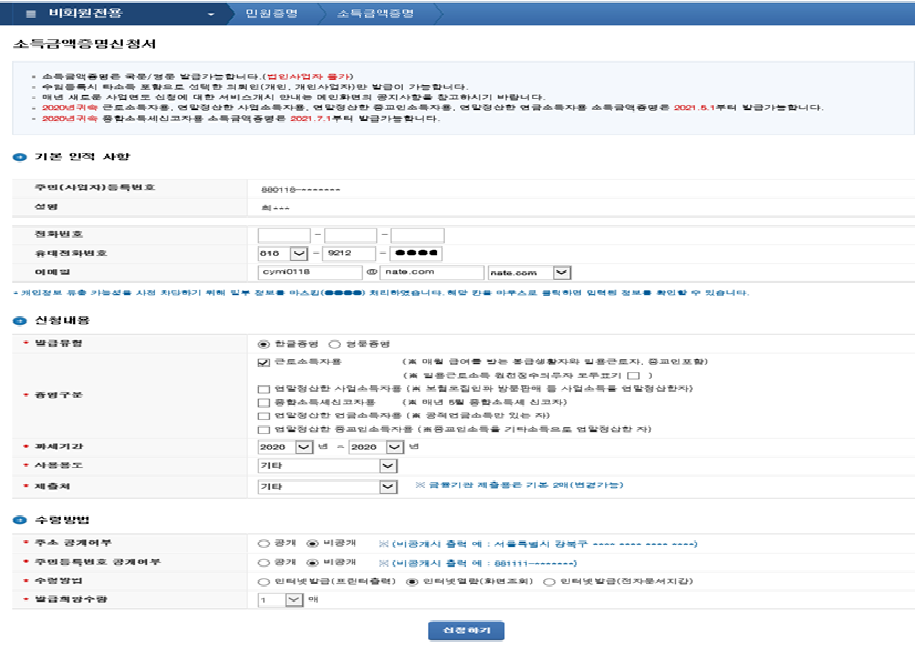 ≡ 비회원전용 민원증명 소득금액증명
소득금액증명신청서
- 소득금액증명은 국문/영문 발급가능합니다.(법인사업자 불가)
- 수임등록시 타소득 포함으로 선택한 의뢰인(개인, 개인사업자)만 발급이 가능합니다.
- 매년 새로운 사업연도 신청에 대한 서비스개시 안내는 메인화면의 공지사항을 참고하시기 바랍니다.
- 2020년귀속 근로소득자용, 연말정산한 사업소득자용, 연말정산한 종교인소득자용, 연말정산한 연금소득자용 소득금액증명은 2021.5.1부터 발급가능합니다.
- 2020년귀속 종합소득세신고자용 소득금액증명은 2021.7.1부터 발급가능합니다.
기본 인적 사항
주민(사업자)등록번호 880118-*******
성명 최***
전화번호 - -
휴대전화번호 010 - 9212 - ●●●●
이메일 cymi0118 @ nate.com nate.com
* 개인정보 유출 가능성을 사전 차단하기 위해 일부 정보를 마스킹(●●●●) 처리하였습니다. 해당 칸을 마우스로 클릭하면 입력된 정보를 확인할 수 있습니다.
신청내용
* 발급유형 한글증명 영문증명
* 증명구분 근로소득자용 (※ 매월 급여를 받는 봉급생활자와 일용근로자, 종교인포함)
(※ 일용근로소득 원천징수의무자 모두표기 )
연말정산한 사업소득자용 (※ 보험모집인과 방문판매 등 사업소득을 연말정산한자)
종합소득세신고자용 (※ 매년 5월 종합소득세 신고자)
연말정산한 연금소득자용 (※ 공적연금소득만 있는 자)
연말정산한 종교인소득자용 (※종교인소득을 기타소득으로 연말정산한 자)
* 과세기간 2020 년 ~ 2020 년
* 사용용도 기타
* 제출처 기타 ※ 금융기관 제출용은 기본 2매(변경가능)
수령방법
* 주소 공개여부 공개 비공개 ※ (비공개시 출력 예 : 서울특별시 강북구 **** **** **** ****)
* 주민등록번호 공개여부 공개 비공개 ※ (비공개시 출력 예 : 881111-*******)
* 수령방법 인터넷발급(프린터출력) 인터넷열람(화면조회) 인터넷발급(전자문서지갑)
* 발급희망수량 1 매
신청하기